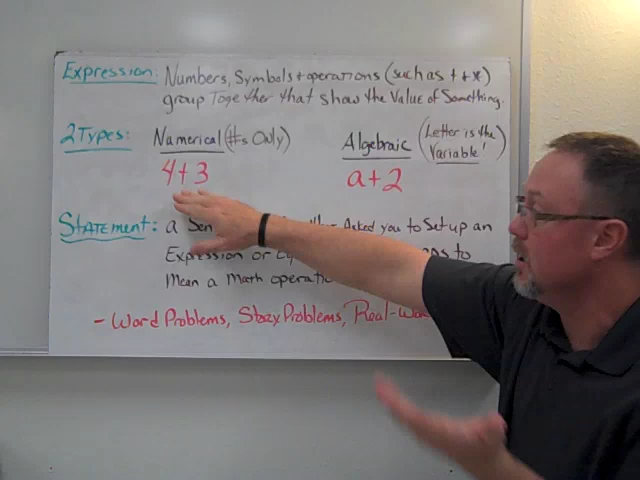 Expression: Numbers, Symbols + operations (such as + + *)
group Together that show the Value of Something.
2 Types: Numerical (#s Only) Algebraic (Letter is the Variable!)
4+3 a+2
Statement: a Asked you to Set up an
Expression or to
Mean a Math
- Word Problems, Story Problems,